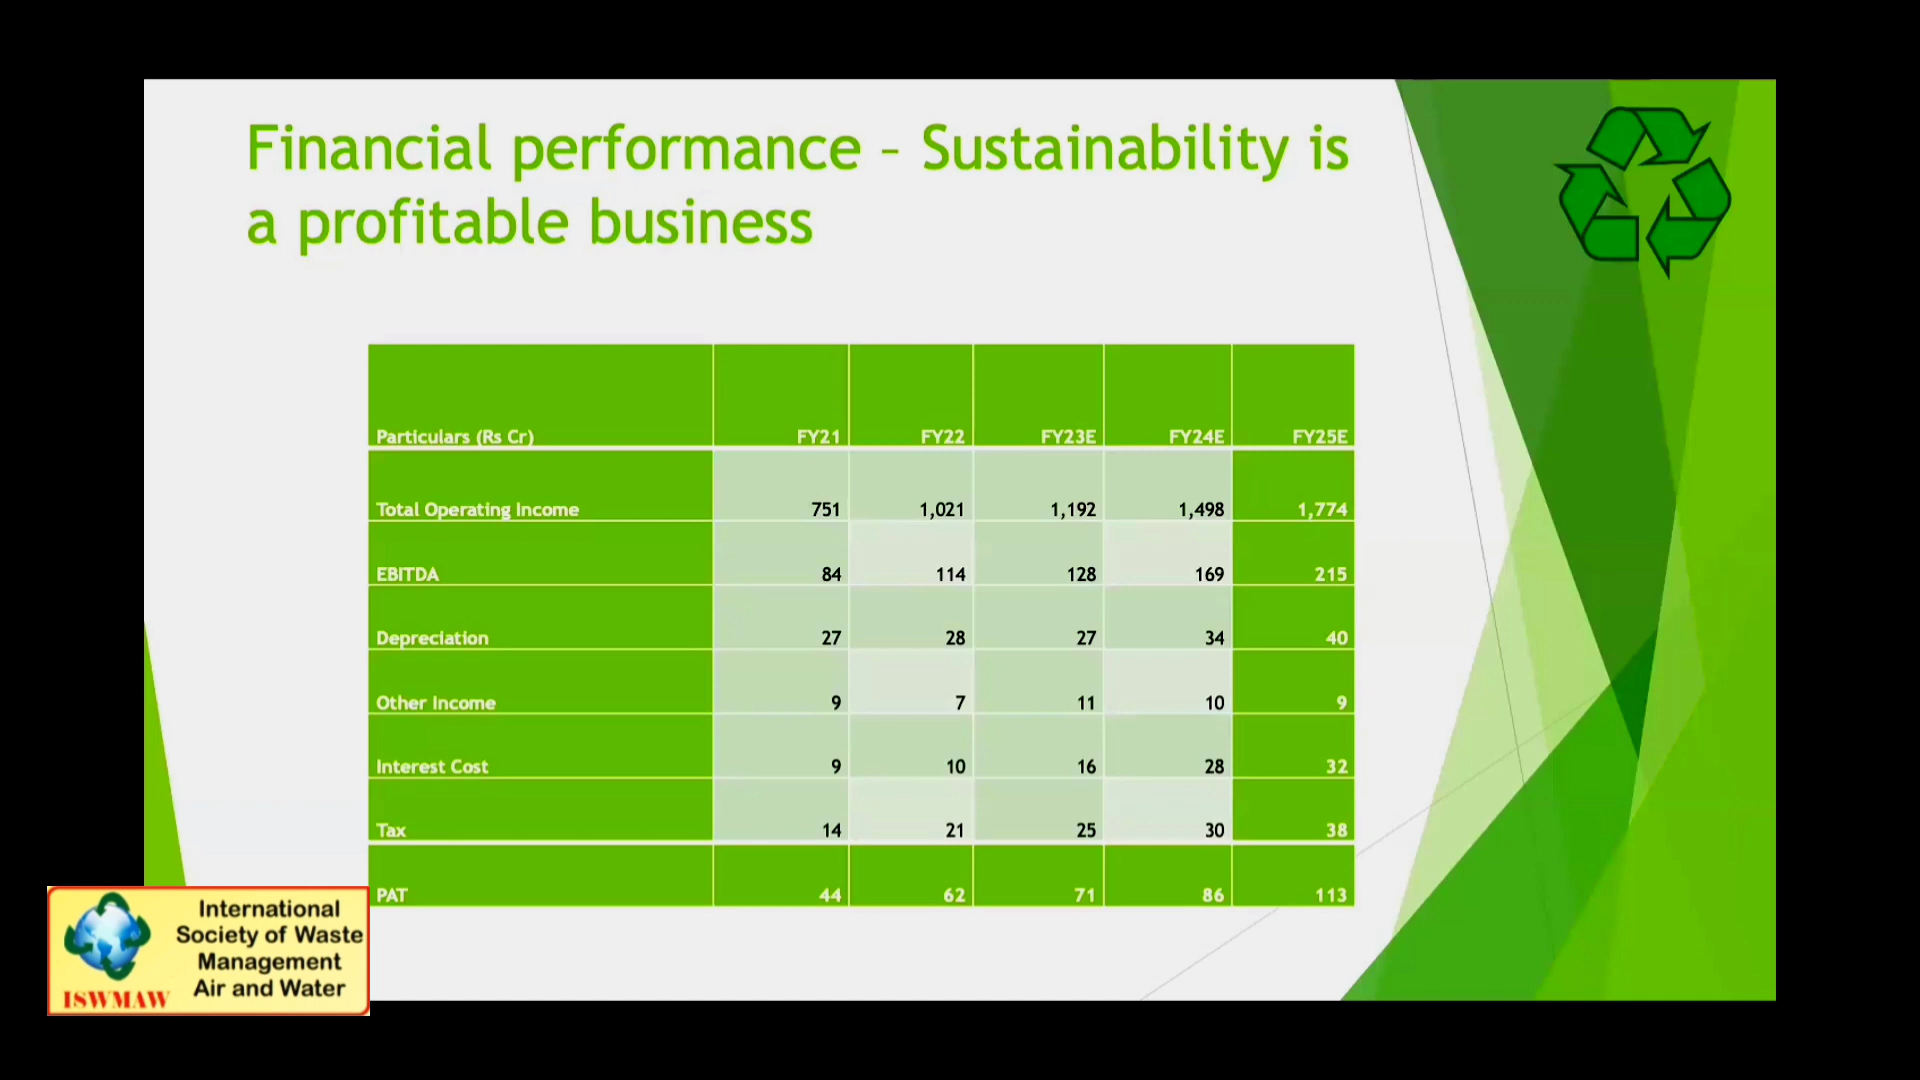 Financial performance – Sustainability is
a profitable business
Particulars (Rs Cr) FY21 FY22 FY23E FY24E FY25E
Total Operating Income 751 1,021 1,192 1,498 1,774
EBITDA 84 114 128 169 215
Depreciation 27 28 27 34 40
Other Income 9 7 11 10 9
Interest Cost 9 10 16 28 32
Tax 14 21 25 30 38
PAT 44 62 71 86 113
International
Society of Waste
Management
Air and Water
ISWMAW